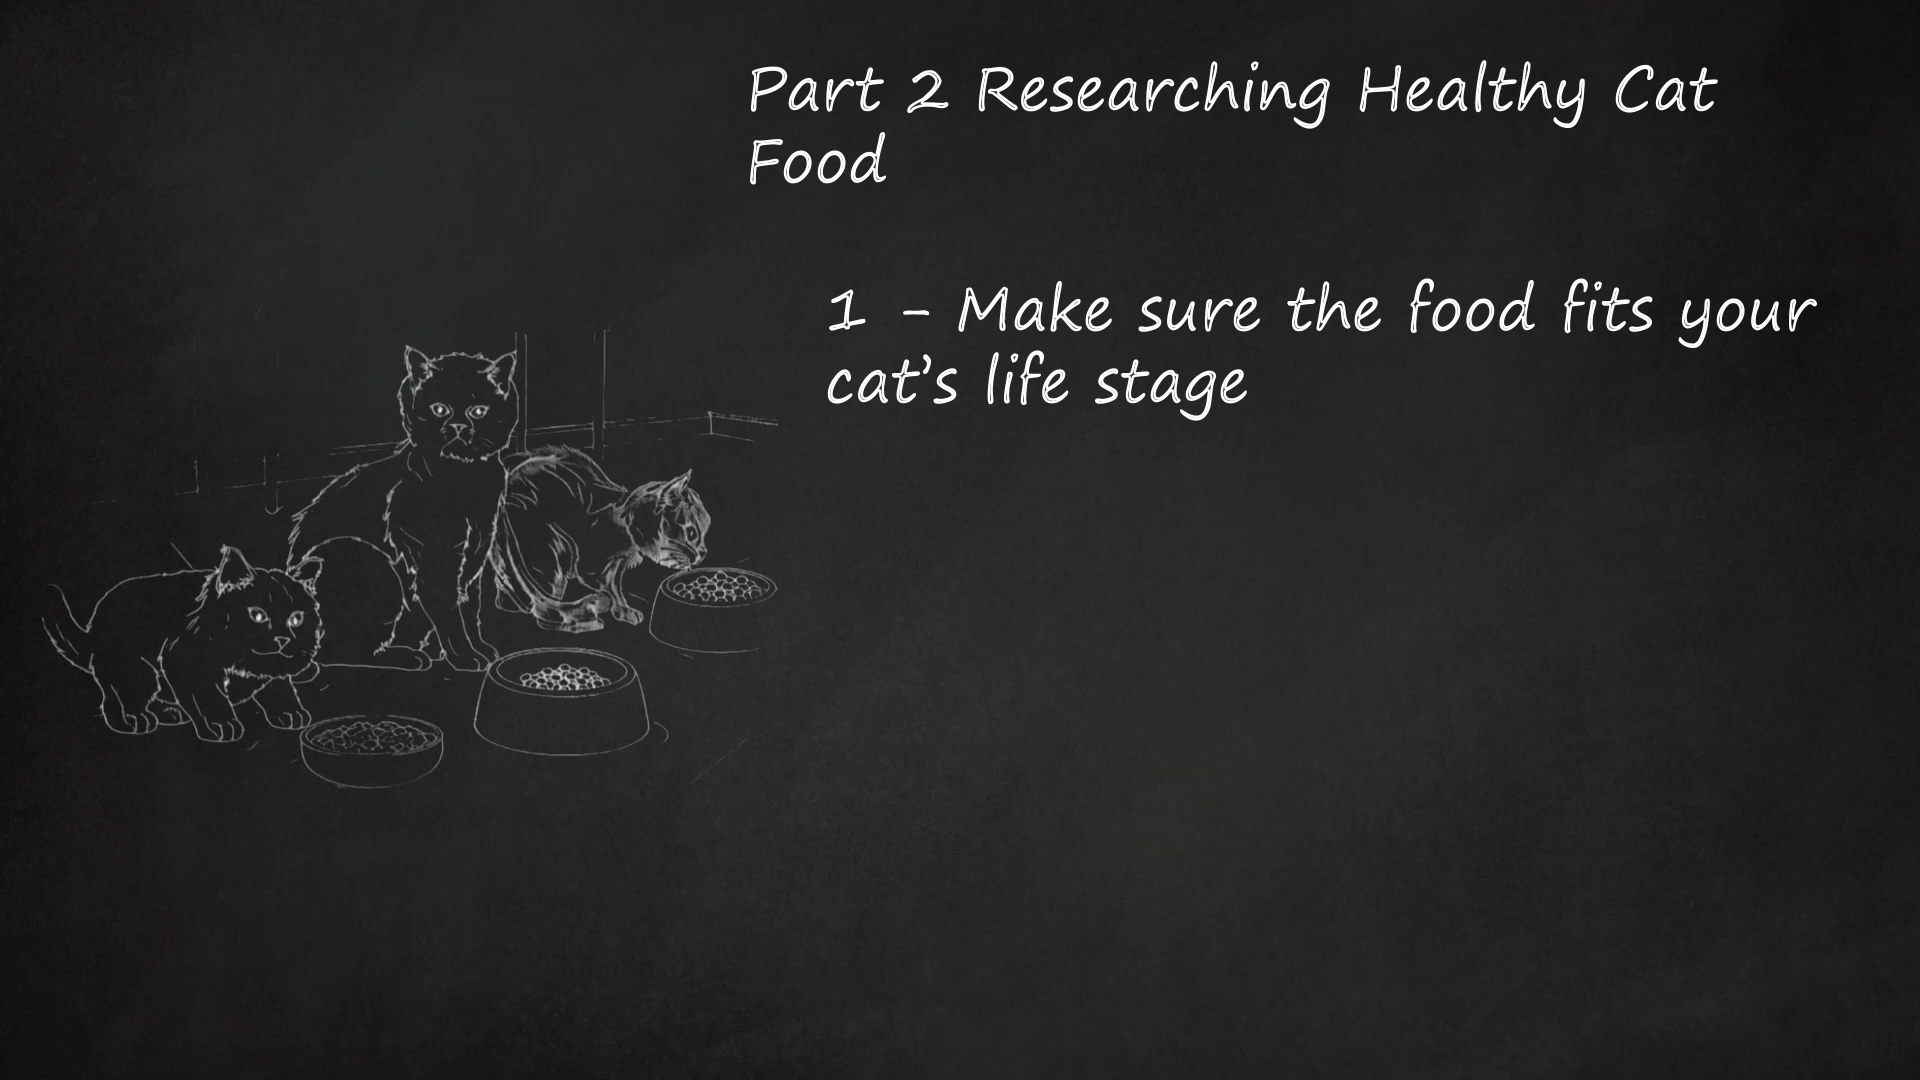 Part 2 Researching Healthy Cat
Food
1 - Make sure the food fits your
cat’s life stage